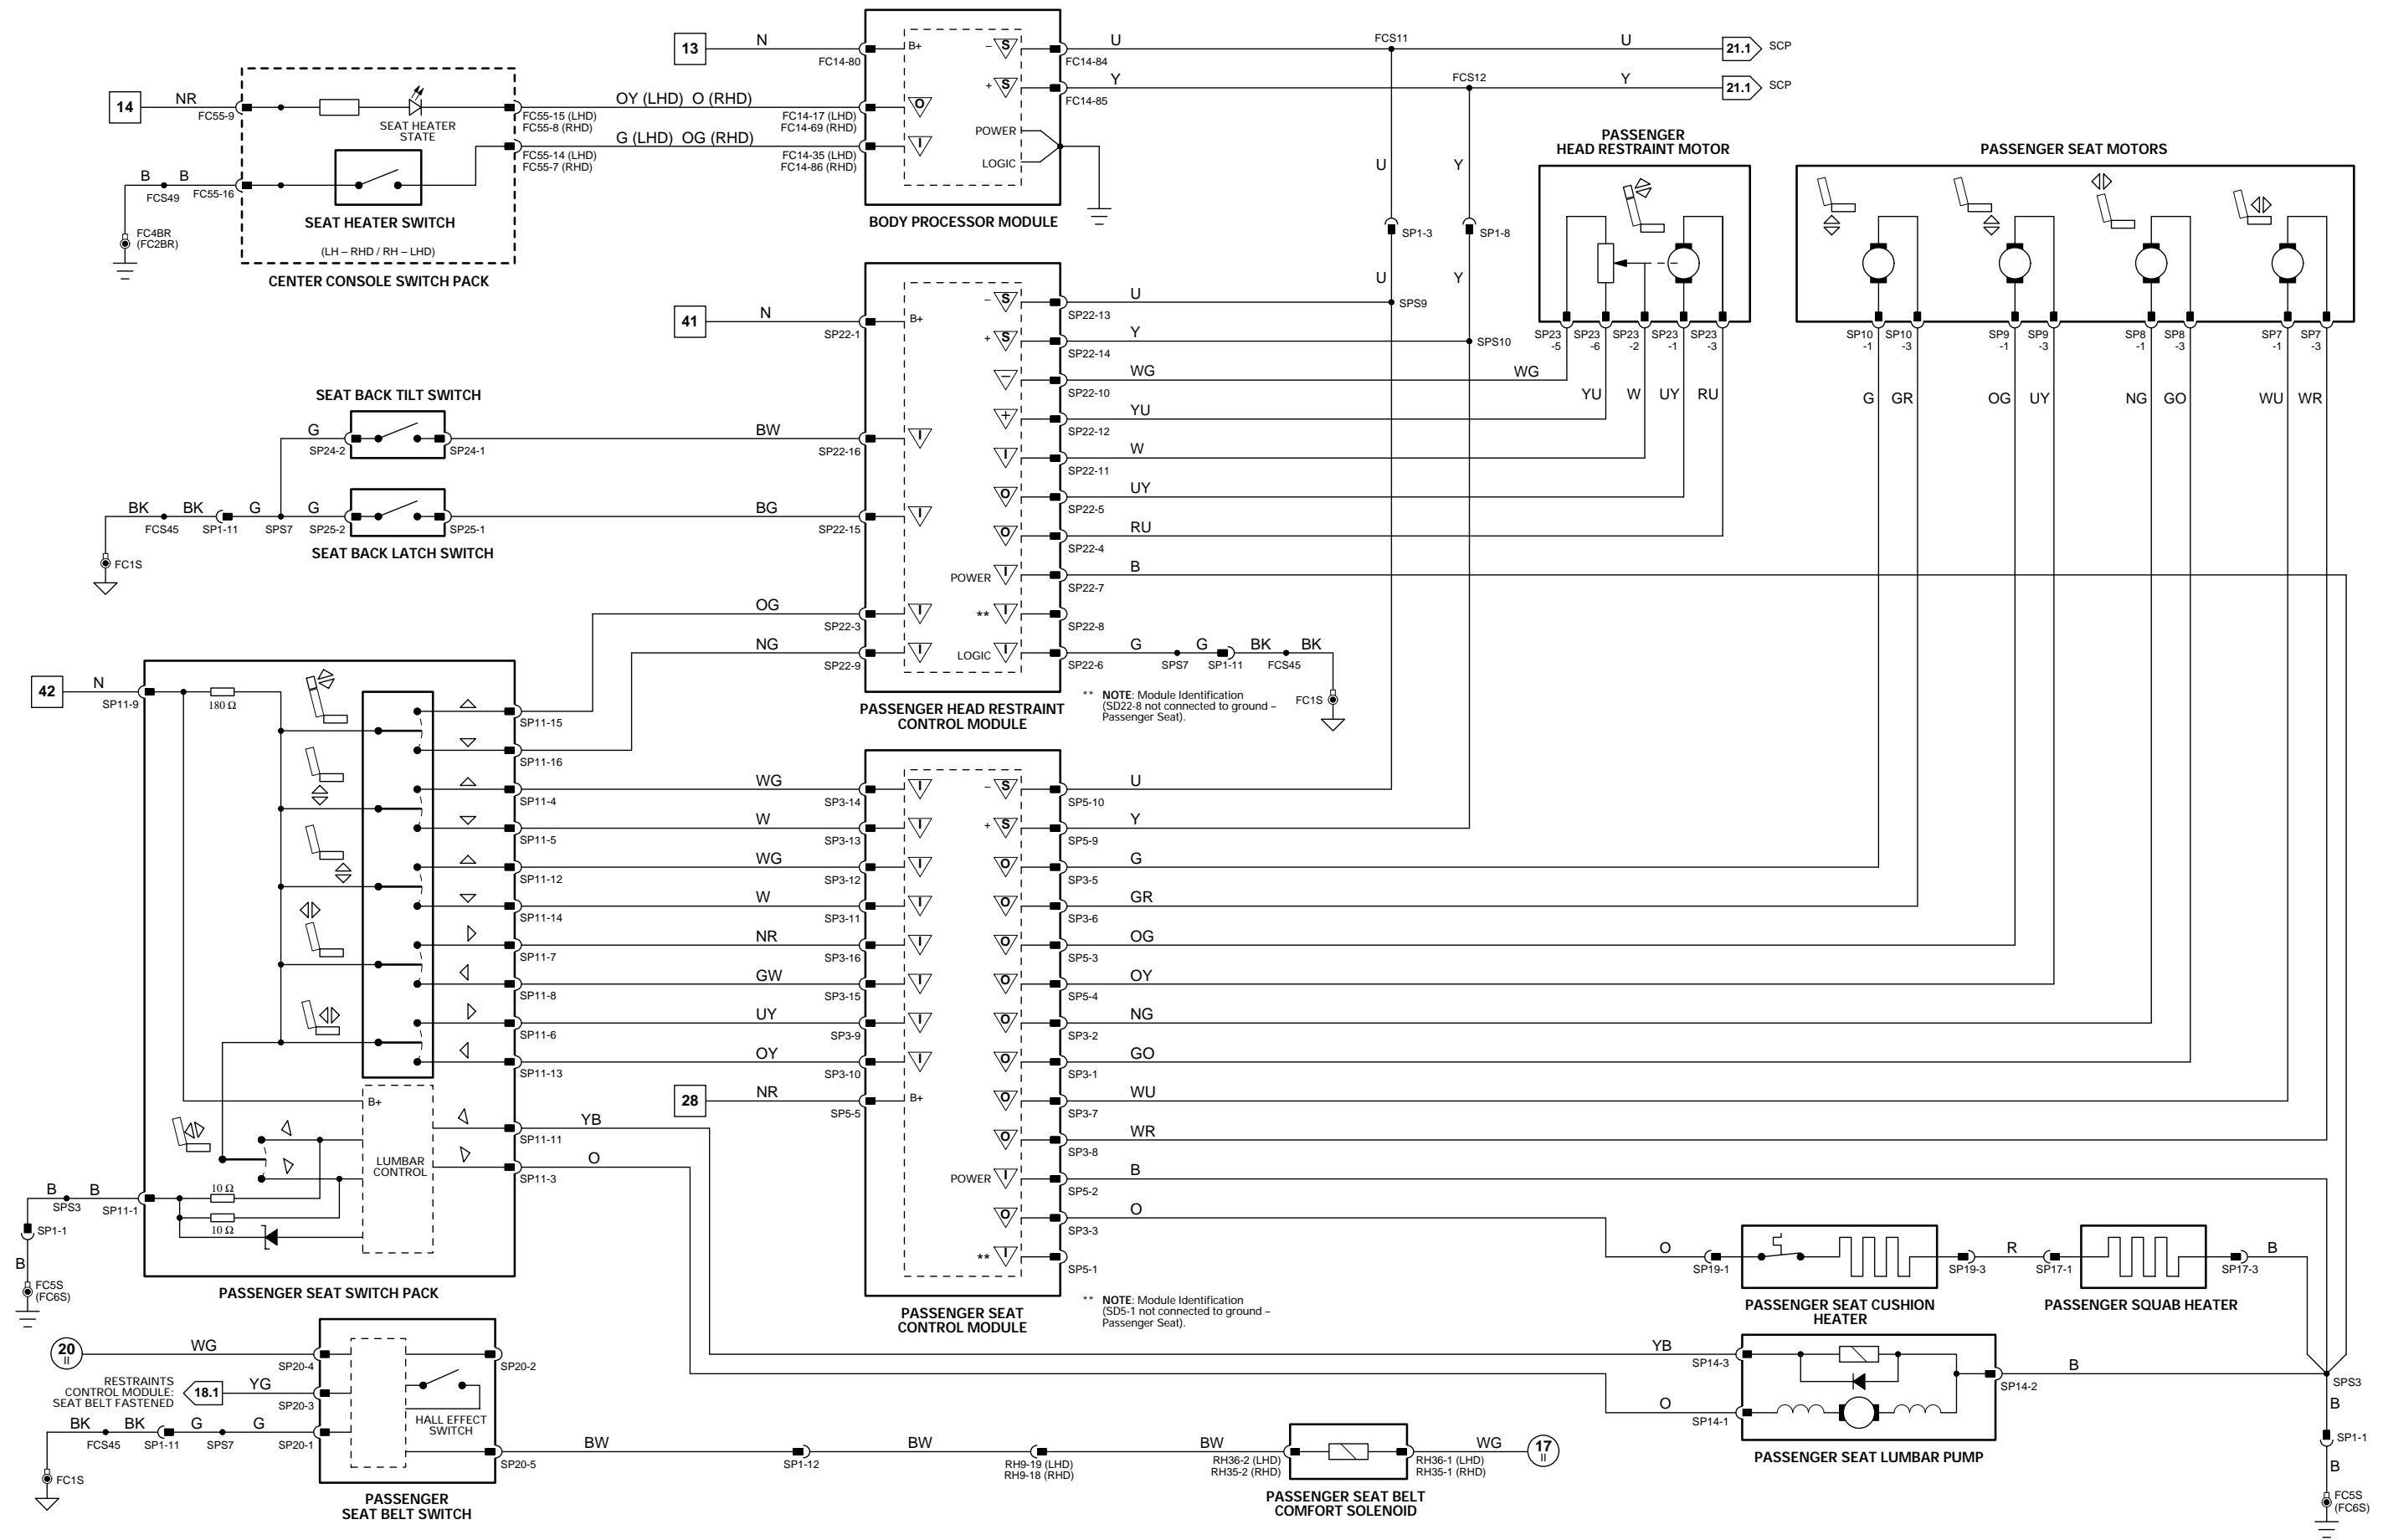 13
N
FC14-80
B+
–
S
FC14-84
U
FCS11
U
21.1
SCP
+
S
FC14-85
Y
FCS12
Y
21.1
SCP
14
NR
FC55-9
SEAT HEATER
STATE
FC55-15 (LHD)
FC55-8 (RHD)
OY (LHD)  O (RHD)
FC14-17 (LHD)
FC14-69 (RHD)
O
G (LHD)  OG (RHD)
FC55-14 (LHD)
FC55-7 (RHD)
FC14-35 (LHD)
FC14-86 (RHD)
I
POWER
LOGIC
B
B
FCS49
FC55-16
FC4BR
(FC2BR)
SEAT HEATER SWITCH
(LH – RHD / RH – LHD)
CENTER CONSOLE SWITCH PACK
BODY PROCESSOR MODULE
U
Y
SP1-3
SP1-8
U
Y
PASSENGER
HEAD RESTRAINT MOTOR
PASSENGER SEAT MOTORS
SP23
-5
SP23
-6
SP23
-2
SP23
-1
SP23
-3
SP10
-1
SP10
-3
SP9
-1
SP9
-3
SP8
-1
SP8
-3
SP7
-1
SP7
-3
WG
YU
W
UY
RU
G
GR
OG
UY
NG
GO
WU
WR
41
N
SP22-1
B+
–
S
U
SP22-13
SPS9
+
S
Y
SP22-14
SPS10
–
WG
SP22-10
+
YU
SP22-12
I
W
SP22-11
O
UY
SP22-5
O
RU
SP22-4
POWER
I
B
SP22-7
**
I
SP22-8
LOGIC
I
G
SP22-6
SPS7
G
SP1-11
BK
FCS45
BK
FC1S
SEAT BACK TILT SWITCH
G
SP24-2
SP24-1
BW
SP22-16
I
BK
FCS45
BK
SP1-11
G
SPS7
G
SP25-2
SP25-1
BG
SP22-15
I
SEAT BACK LATCH SWITCH
FC1S
OG
SP22-3
I
NG
SP22-9
I
PASSENGER HEAD RESTRAINT
CONTROL MODULE
** NOTE: Module Identification
(SD22-8 not connected to ground –
Passenger Seat).
42
N
SP11-9
180 Ω
SP11-15
SP11-16
SP11-4
WG
SP3-14
I
SP11-5
W
SP3-13
I
SP11-12
WG
SP3-12
I
SP11-14
W
SP3-11
I
SP11-7
NR
SP3-16
I
SP11-8
GW
SP3-15
I
SP11-6
UY
SP3-9
I
SP11-13
OY
SP3-10
I
28
NR
SP5-5
B+
–
S
U
SP5-10
+
S
Y
SP5-9
O
G
SP3-5
O
GR
SP3-6
O
OG
SP5-3
O
OY
SP5-4
O
NG
SP3-2
O
GO
SP3-1
O
WU
SP3-7
O
WR
SP3-8
POWER
I
B
SP5-2
O
O
SP3-3
**
I
SP5-1
B+
LUMBAR
CONTROL
SP11-11
YB
SP11-3
O
B
SPS3
B
SP11-1
10 Ω
10 Ω
SP1-1
B
FC5S
(FC6S)
PASSENGER SEAT SWITCH PACK
PASSENGER SEAT
CONTROL MODULE
** NOTE: Module Identification
(SD5-1 not connected to ground –
Passenger Seat).
O
SP19-1
SP19-3
R
SP17-1
SP17-3
B
PASSENGER SEAT CUSHION
HEATER
PASSENGER SQUAB HEATER
YB
SP14-3
O
SP14-1
SP14-2
B
SPS3
B
SP1-1
B
FC5S
(FC6S)
PASSENGER SEAT LUMBAR PUMP
20
II
WG
SP20-4
SP20-2
RESTRAINTS
CONTROL MODULE:
SEAT BELT FASTENED
18.1
YG
SP20-3
HALL EFFECT
SWITCH
BK
FCS45
BK
SP1-11
G
SPS7
G
SP20-1
FC1S
SP20-5
BW
SP1-12
BW
RH9-19 (LHD)
RH9-18 (RHD)
BW
RH36-2 (LHD)
RH35-2 (RHD)
RH36-1 (LHD)
RH35-1 (RHD)
WG
17
II
PASSENGER
SEAT BELT SWITCH
PASSENGER SEAT BELT
COMFORT SOLENOID